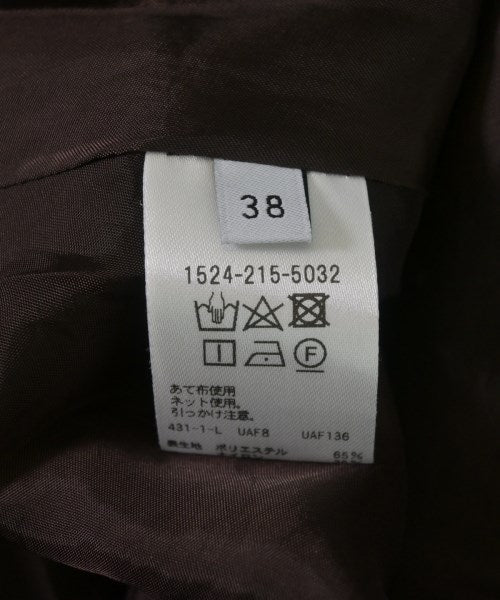 38
1524-215-5032
F
あて布使用
ネット使用。
引っかけ注意。
431-1-L UAF8 UAF136
表生地 ポリエステル 65%